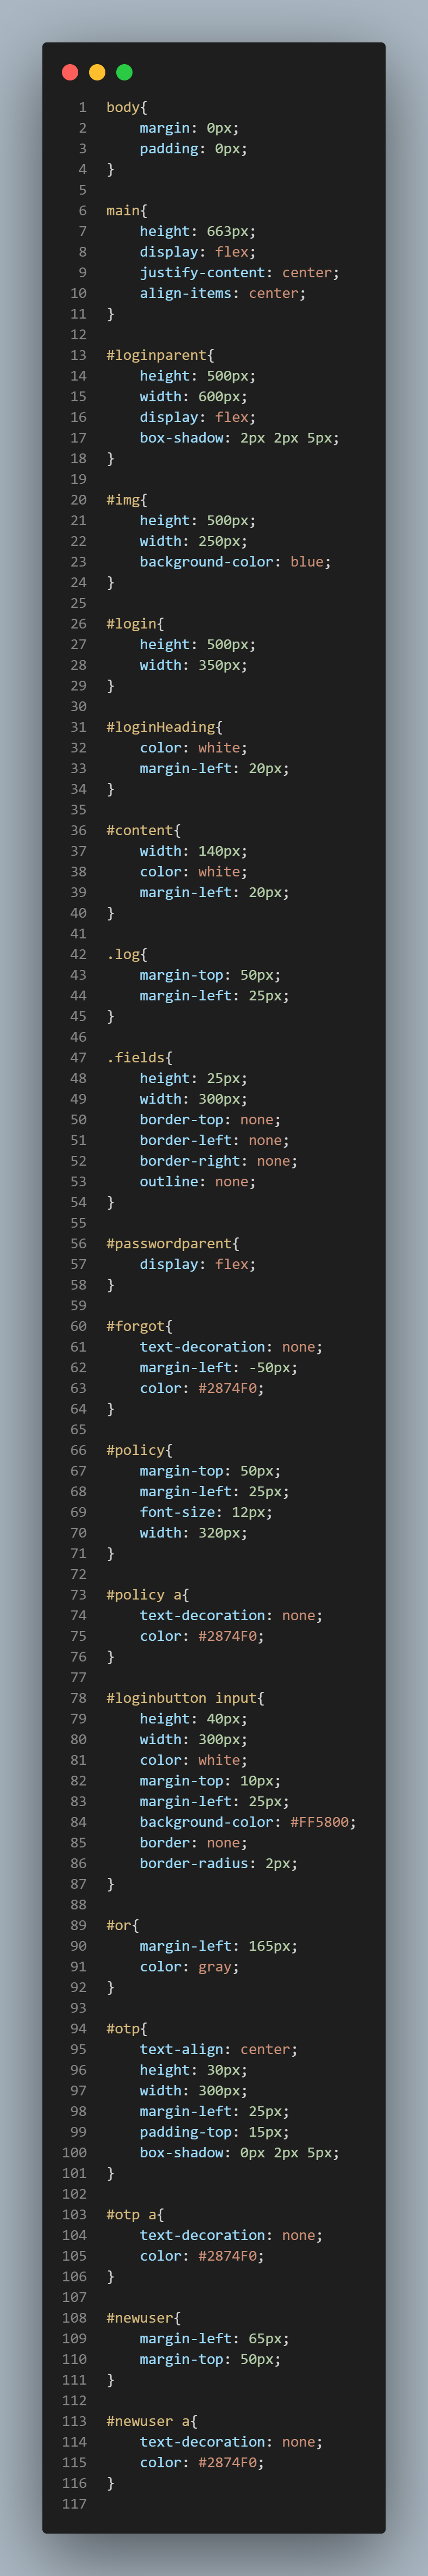 1 body{
2     margin: 0px;
3     padding: 0px;
4 }
5
6 main{
7     height: 663px;
8     display: flex;
9     justify-content: center;
10     align-items: center;
11 }
12
13 #loginparent{
14     height: 500px;
15     width: 600px;
16     display: flex;
17     box-shadow: 2px 2px 5px;
18 }
19
20 #img{
21     height: 500px;
22     width: 250px;
23     background-color: blue;
24 }
25
26 #login{
27     height: 500px;
28     width: 350px;
29 }
30
31 #loginHeading{
32     color: white;
33     margin-left: 20px;
34 }
35
36 #content{
37     width: 140px;
38     color: white;
39     margin-left: 20px;
40 }
41
42 .log{
43     margin-top: 50px;
44     margin-left: 25px;
45 }
46
47 .fields{
48     height: 25px;
49     width: 300px;
50     border-top: none;
51     border-left: none;
52     border-right: none;
53     outline: none;
54 }
55
56 #passwordparent{
57     display: flex;
58 }
59
60 #forgot{
61     text-decoration: none;
62     margin-left: -50px;
63     color: #2874F0;
64 }
65
66 #policy{
67     margin-top: 50px;
68     margin-left: 25px;
69     font-size: 12px;
70     width: 320px;
71 }
72
73 #policy a{
74     text-decoration: none;
75     color: #2874F0;
76 }
77
78 #loginbutton input{
79     height: 40px;
80     width: 300px;
81     color: white;
82     margin-top: 10px;
83     margin-left: 25px;
84     background-color: #FF5800;
85     border: none;
86     border-radius: 2px;
87 }
88
89 #or{
90     margin-left: 165px;
91     color: gray;
92 }
93
94 #otp{
95     text-align: center;
96     height: 30px;
97     width: 300px;
98     margin-left: 25px;
99     padding-top: 15px;
100     box-shadow: 0px 2px 5px;
101 }
102
103 #otp a{
104     text-decoration: none;
105     color: #2874F0;
106 }
107
108 #newuser{
109     margin-left: 65px;
110     margin-top: 50px;
111 }
112
113 #newuser a{
114     text-decoration: none;
115     color: #2874F0;
116 }
117